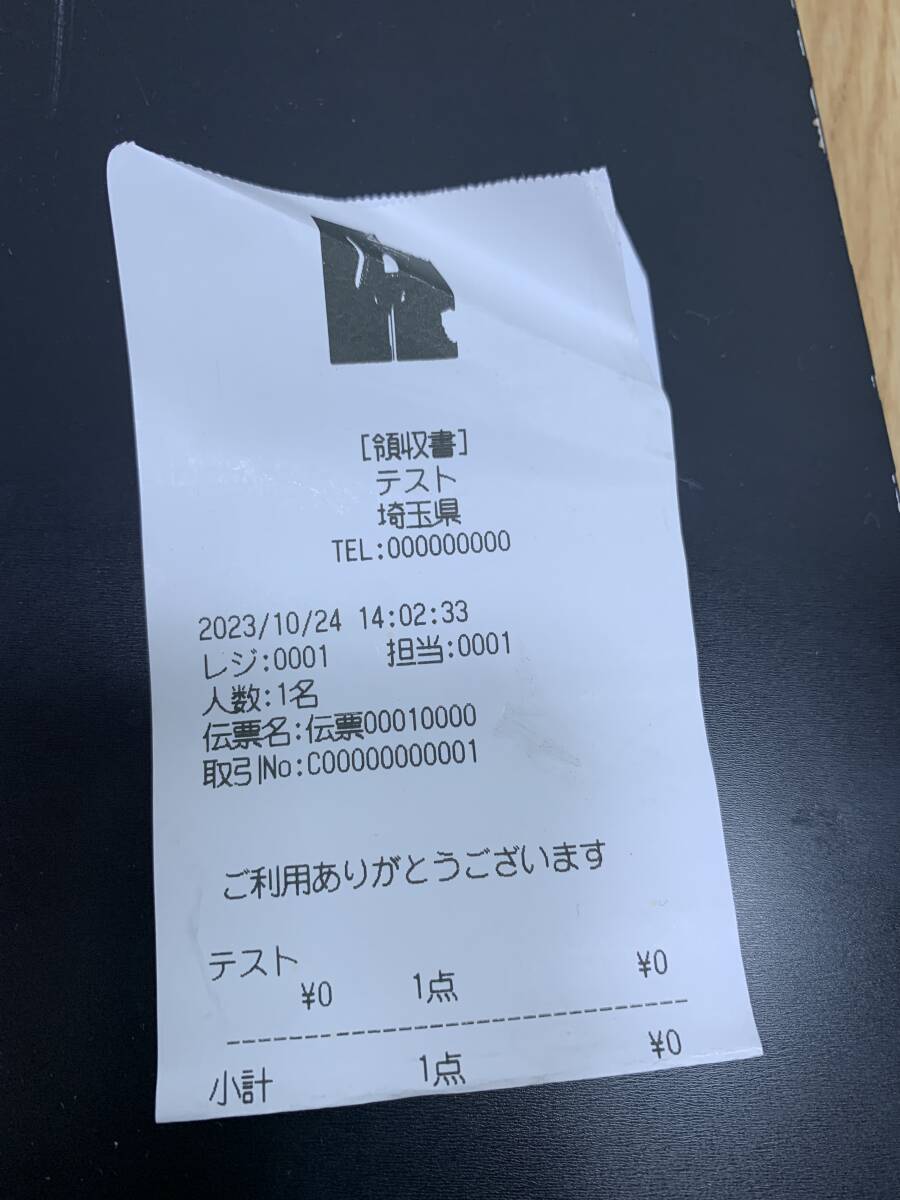 [領収書]
テスト
埼玉県
TEL:000000000
2023/10/24 14:02:33
レジ:0001 担当:0001
人数:1名
伝票名:伝票00010000
取引No:C00000000001
ご利用ありがとうございます
テスト
¥0 1点 ¥0
小計 1点 ¥0